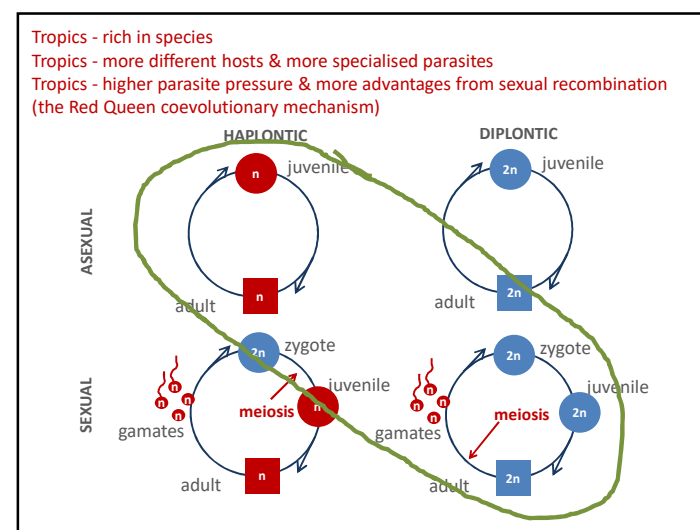 Tropics - rich in species
Tropics - more different hosts & more specialised parasites
Tropics - higher parasite pressure & more advantages from sexual recombination
(the Red Queen coevolutionary mechanism)
HAPLONTIC
DIPLONTIC
ASEXUAL
n
juvenile
adult
n
2n
juvenile
adult
2n
SEXUAL
2n
zygote
n
n
n
n
gamates
meiosis
juvenile
n
adult
n
2n
zygote
n
n
n
n
gamates
meiosis
juvenile
2n
adult
2n